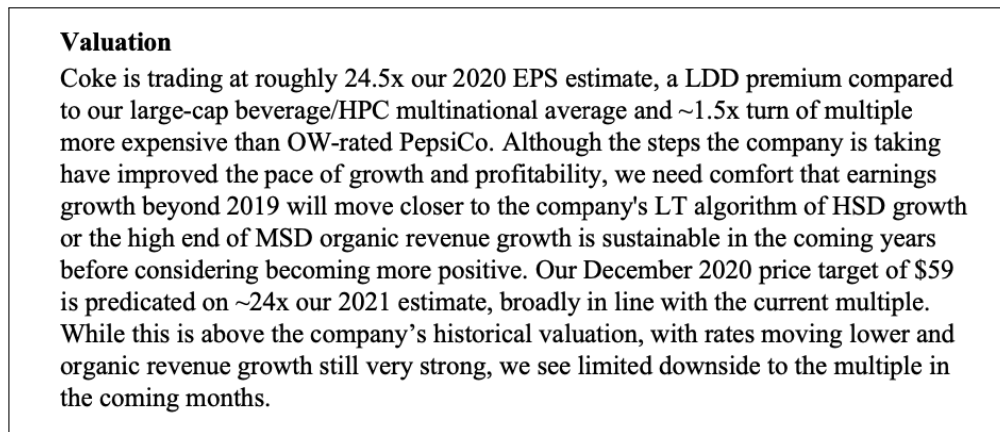 Valuation
Coke is trading at roughly 24.5x our 2020 EPS estimate, a LDD premium compared
to our large-cap beverage/HPC multinational average and ~1.5x turn of multiple
more expensive than OW-rated PepsiCo. Although the steps the company is taking
have improved the pace of growth and profitability, we need comfort that earnings
growth beyond 2019 will move closer to the company's LT algorithm of HSD growth
or the high end of MSD organic revenue growth is sustainable in the coming years
before considering becoming more positive. Our December 2020 price target of $59
is predicated on ~24x our 2021 estimate, broadly in line with the current multiple.
While this is above the company’s historical valuation, with rates moving lower and
organic revenue growth still very strong, we see limited downside to the multiple in
the coming months.